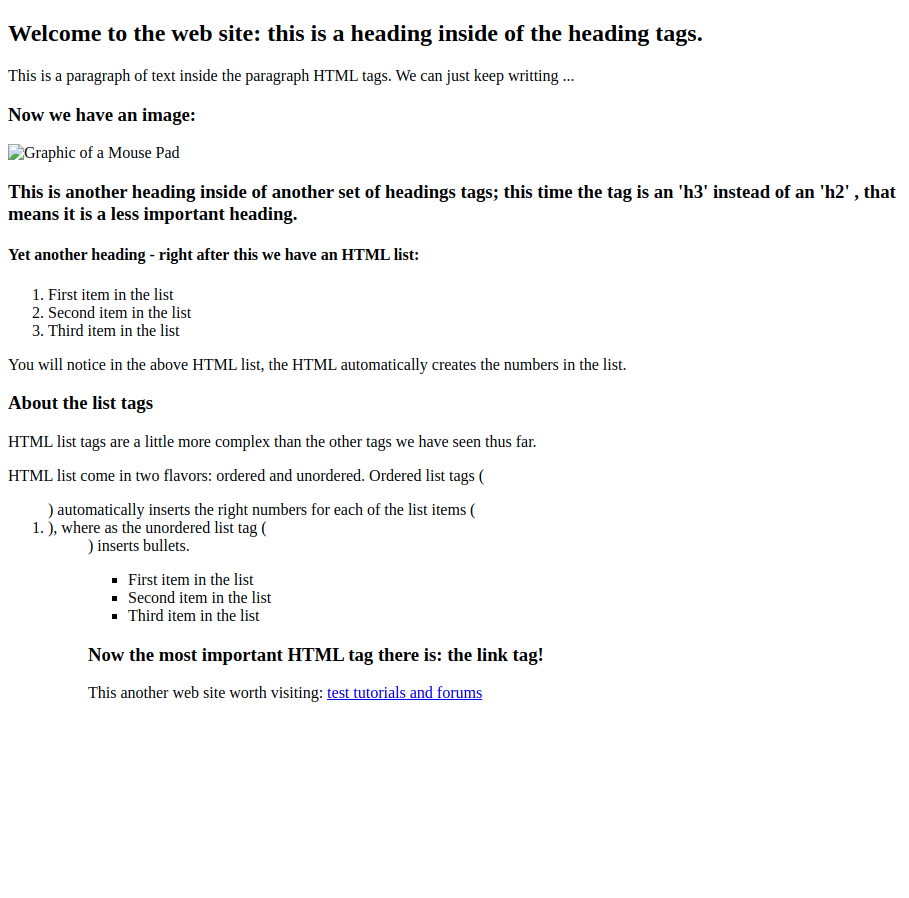 Welcome to the web site: this is a heading inside of the heading tags.
This is a paragraph of text inside the paragraph HTML tags. We can just keep writting ...
Now we have an image:
Graphic of a Mouse Pad
This is another heading inside of another set of headings tags; this time the tag is an 'h3' instead of an 'h2' , that
means it is a less important heading.
Yet another heading - right after this we have an HTML list:
1. First item in the list
2. Second item in the list
3. Third item in the list
You will notice in the above HTML list, the HTML automatically creates the numbers in the list.
About the list tags
HTML list tags are a little more complex than the other tags we have seen thus far.
HTML list come in two flavors: ordered and unordered. Ordered list tags (
) automatically inserts the right numbers for each of the list items (
1. ), where as the unordered list tag (
) inserts bullets.
▪ First item in the list
▪ Second item in the list
▪ Third item in the list
Now the most important HTML tag there is: the link tag!
This another web site worth visiting: test tutorials and forums